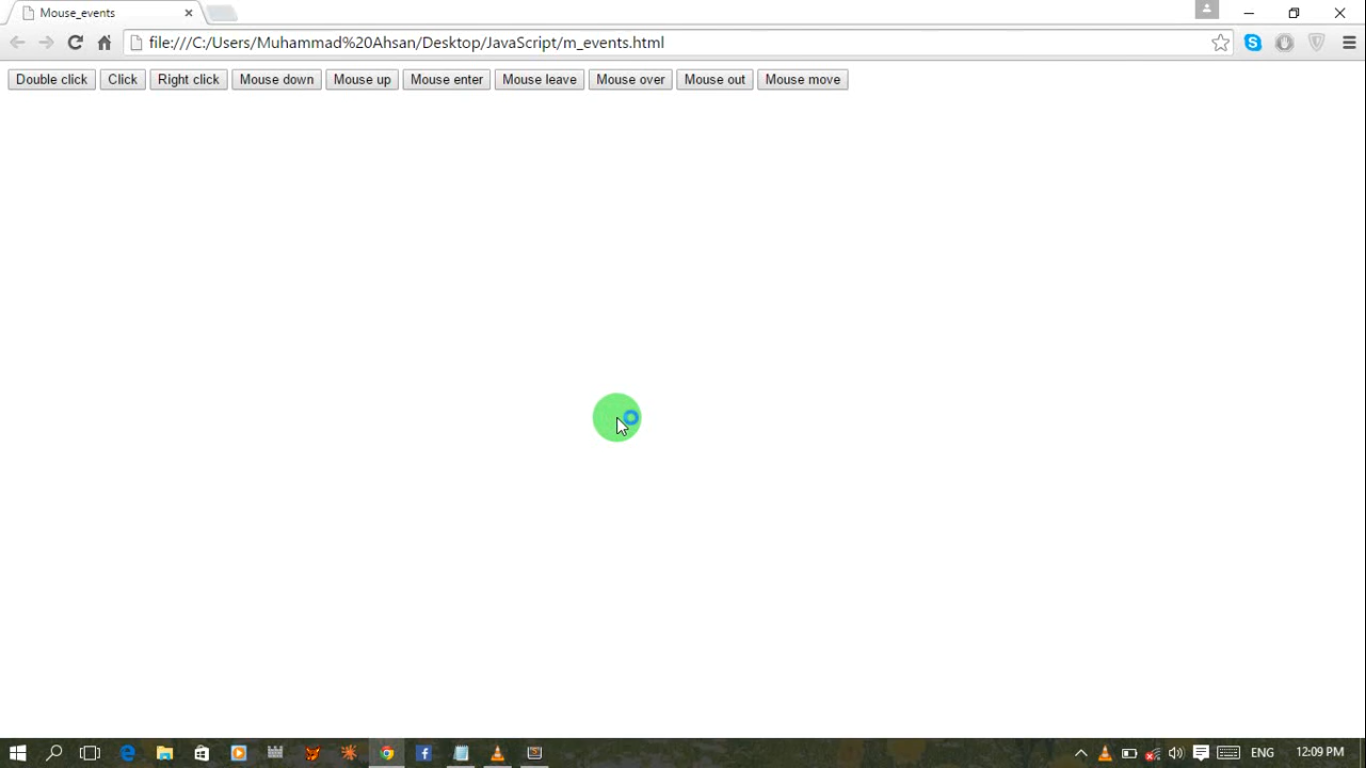 Mouse_events
file:///C:/Users/Muhammad%20Ahsan/Desktop/JavaScript/m_events.html
Double click Click Right click Mouse down Mouse up Mouse enter Mouse leave Mouse over Mouse out Mouse move
ENG 12:09 PM